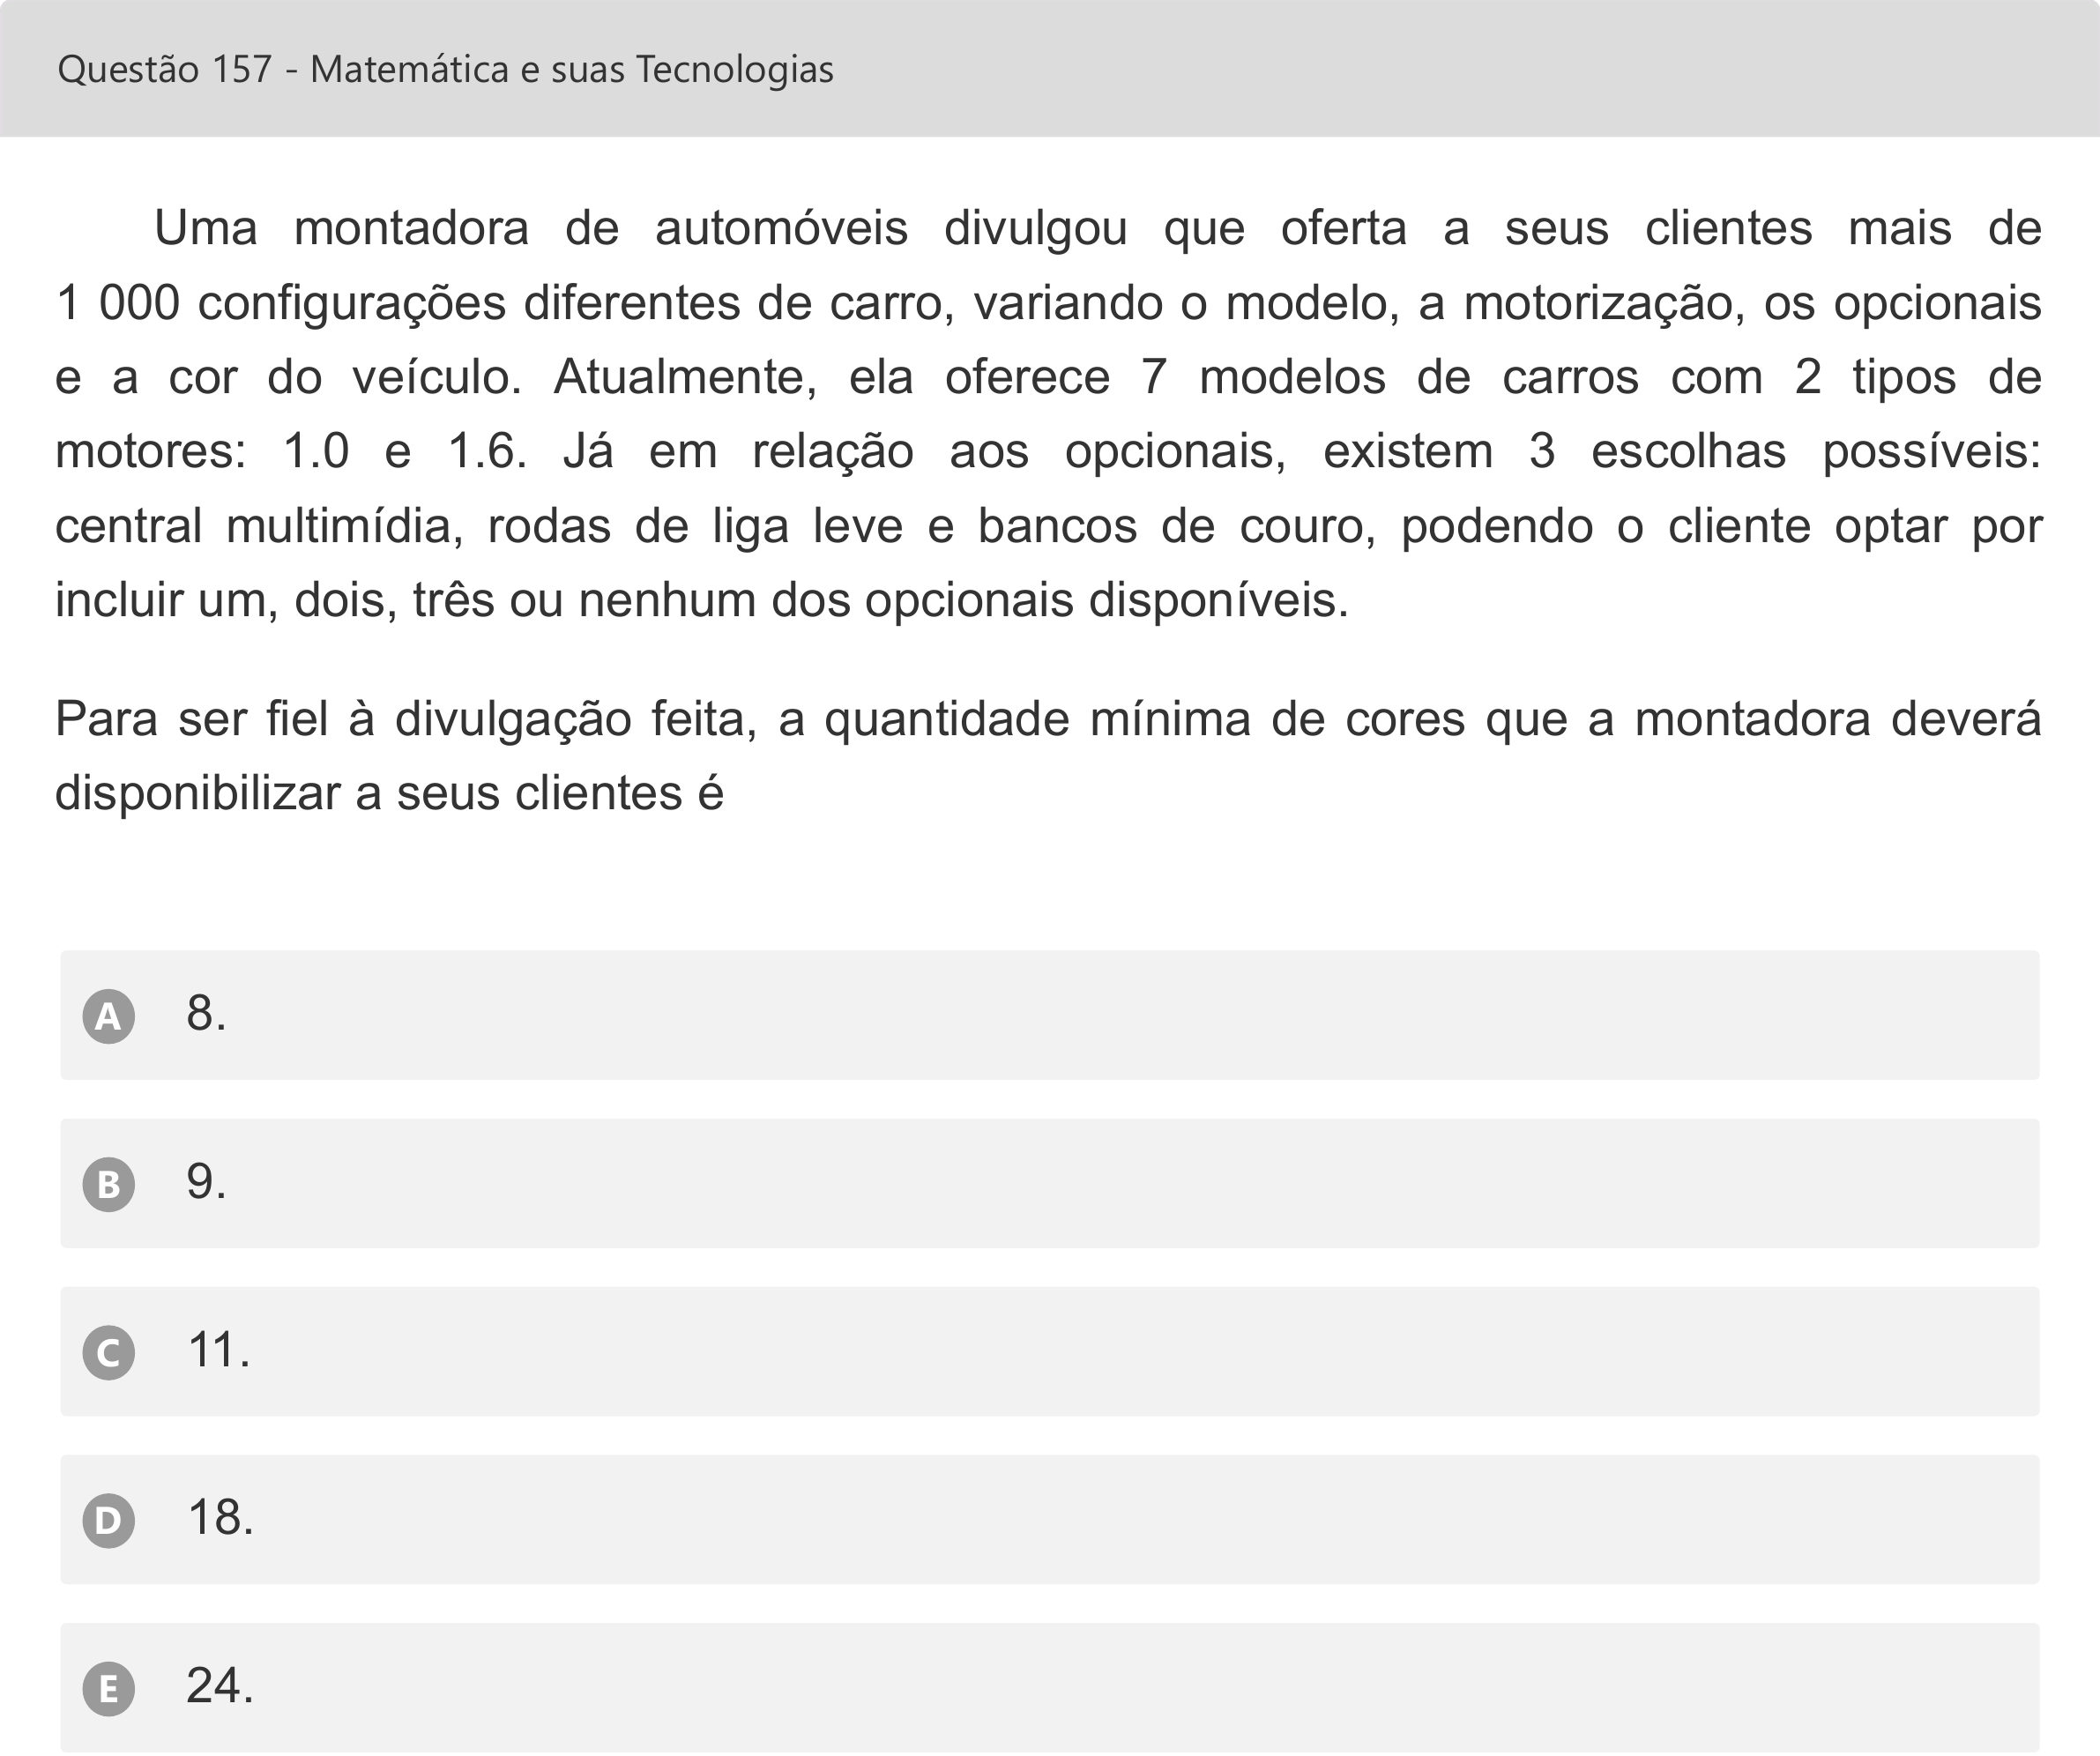 Questão 157 - Matemática e suas Tecnologias
Uma montadora de automóveis divulgou que oferta a seus clientes mais de
1 000 configurações diferentes de carro, variando o modelo, a motorização, os opcionais
e a cor do veículo. Atualmente, ela oferece 7 modelos de carros com 2 tipos de
motores: 1.0 e 1.6. Já em relação aos opcionais, existem 3 escolhas possíveis:
central multimídia, rodas de liga leve e bancos de couro, podendo o cliente optar por
incluir um, dois, três ou nenhum dos opcionais disponíveis.
Para ser fiel à divulgação feita, a quantidade mínima de cores que a montadora deverá
disponibilizar a seus clientes é
A 8.
B 9.
C 11.
D 18.
E 24.